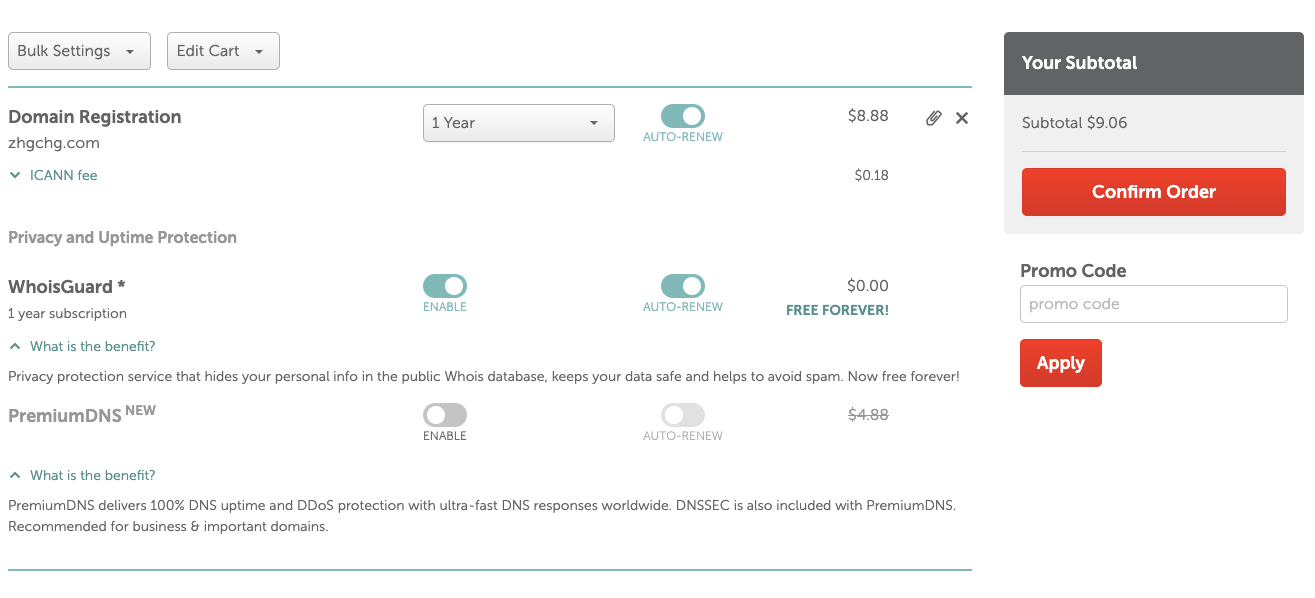 Bulk Settings
Edit Cart
Domain Registration
zhgchg.com
1 Year
AUTO-RENEW
$8.88
ICANN fee
$0.18
Privacy and Uptime Protection
WhoisGuard *
1 year subscription
ENABLE
AUTO-RENEW
$0.00
FREE FOREVER!
What is the benefit?
Privacy protection service that hides your personal info in the public Whois database, keeps your data safe and helps to avoid spam. Now free forever!
PremiumDNS NEW
ENABLE
AUTO-RENEW
$4.88
What is the benefit?
PremiumDNS delivers 100% DNS uptime and DDoS protection with ultra-fast DNS responses worldwide. DNSSEC is also included with PremiumDNS.
Recommended for business & important domains.
Your Subtotal
Subtotal $9.06
Confirm Order
Promo Code
promo code
Apply